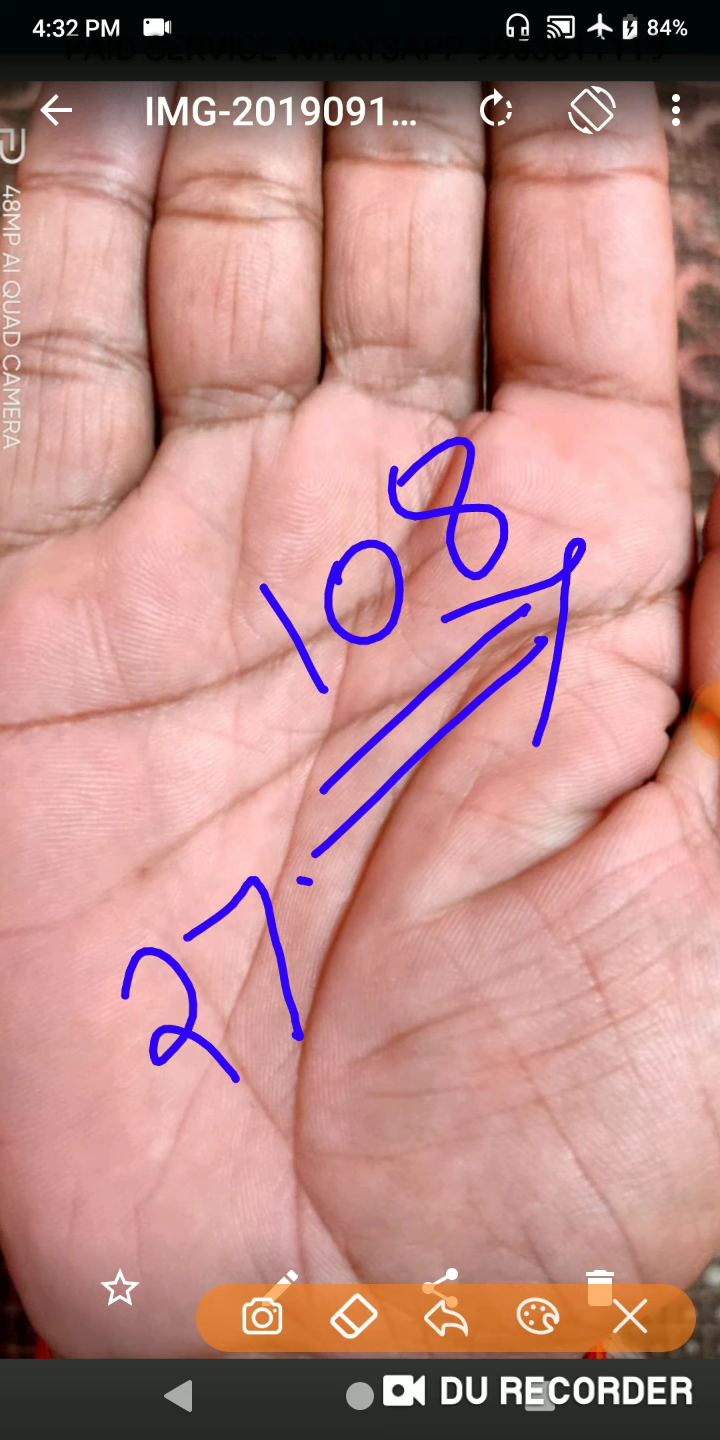 4:32 PM 84%
PAID SERVICE WHATSAPP
IMG-2019091...
48MP AI QUAD CAMERA
108
27
DU RECORDER